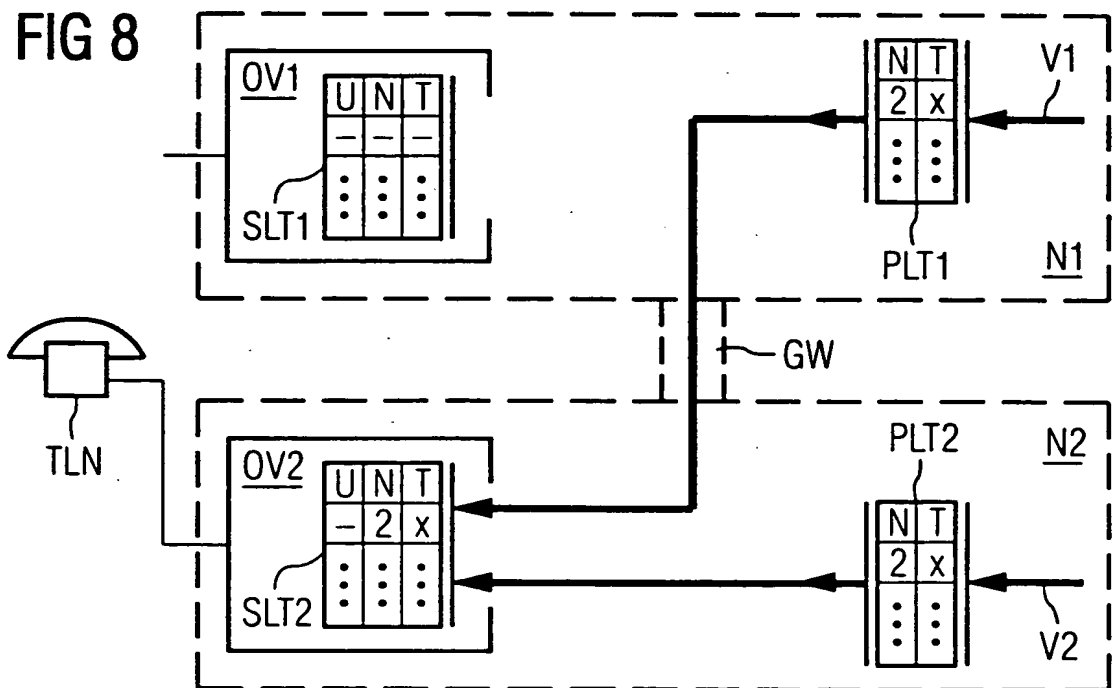 FIG 8
OV1
U N T
– – –
SLT1
N T
2 x
PLT1
V1
N1
GW
TLN
OV2
U N T
– 2 x
SLT2
PLT2
N T
2 x
V2
N2